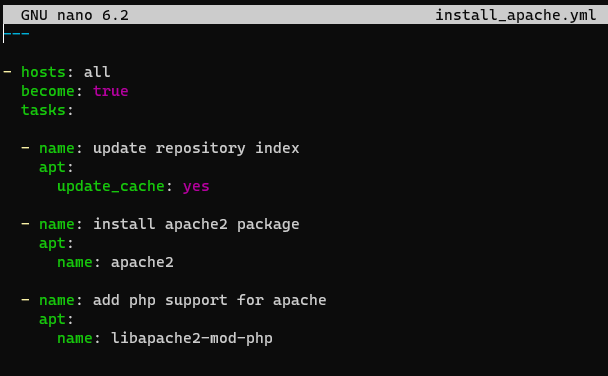 GNU nano 6.2 install_apache.yml
---
- hosts: all
  become: true
  tasks:
  - name: update repository index
    apt:
      update_cache: yes
  - name: install apache2 package
    apt:
      name: apache2
  - name: add php support for apache
    apt:
      name: libapache2-mod-php